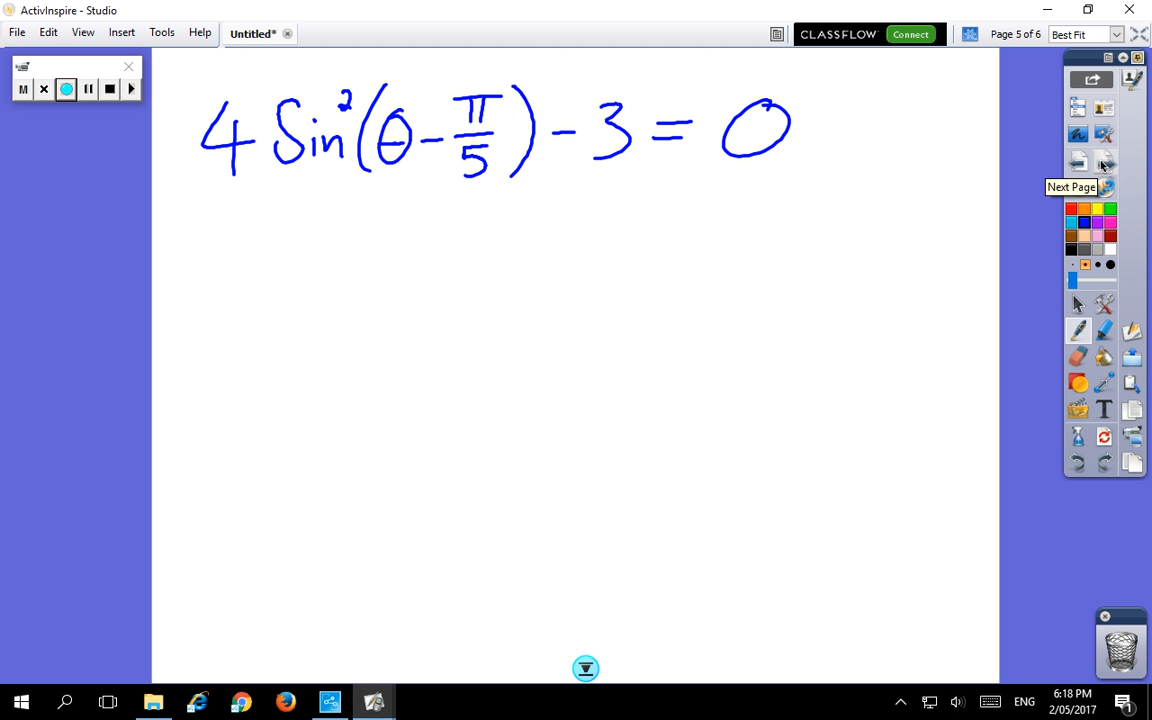 ActivInspire - Studio
File Edit View Insert Tools Help Untitled* CLASSFLOW Connect Page 5 of 6 Best Fit
M
4 Sin²(θ - π/5) - 3 = 0
Next Page
T
ENG
6:18 PM
2/05/2017
1